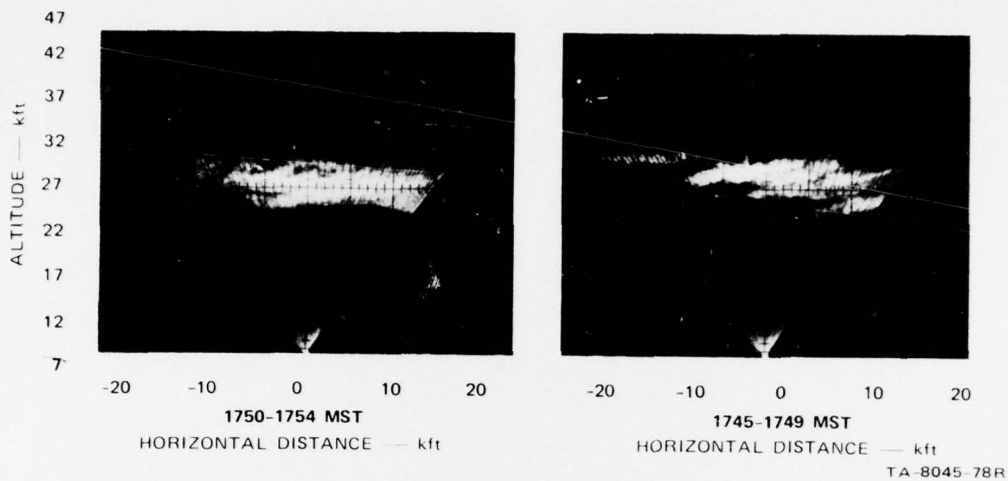 ALTITUDE — kft
47
42
37
32
27
22
17
12
7
-20 -10 0 10 20
1750-1754 MST
HORIZONTAL DISTANCE — kft
-20 -10 0 10 20
1745-1749 MST
HORIZONTAL DISTANCE — kft
TA-8045-78R